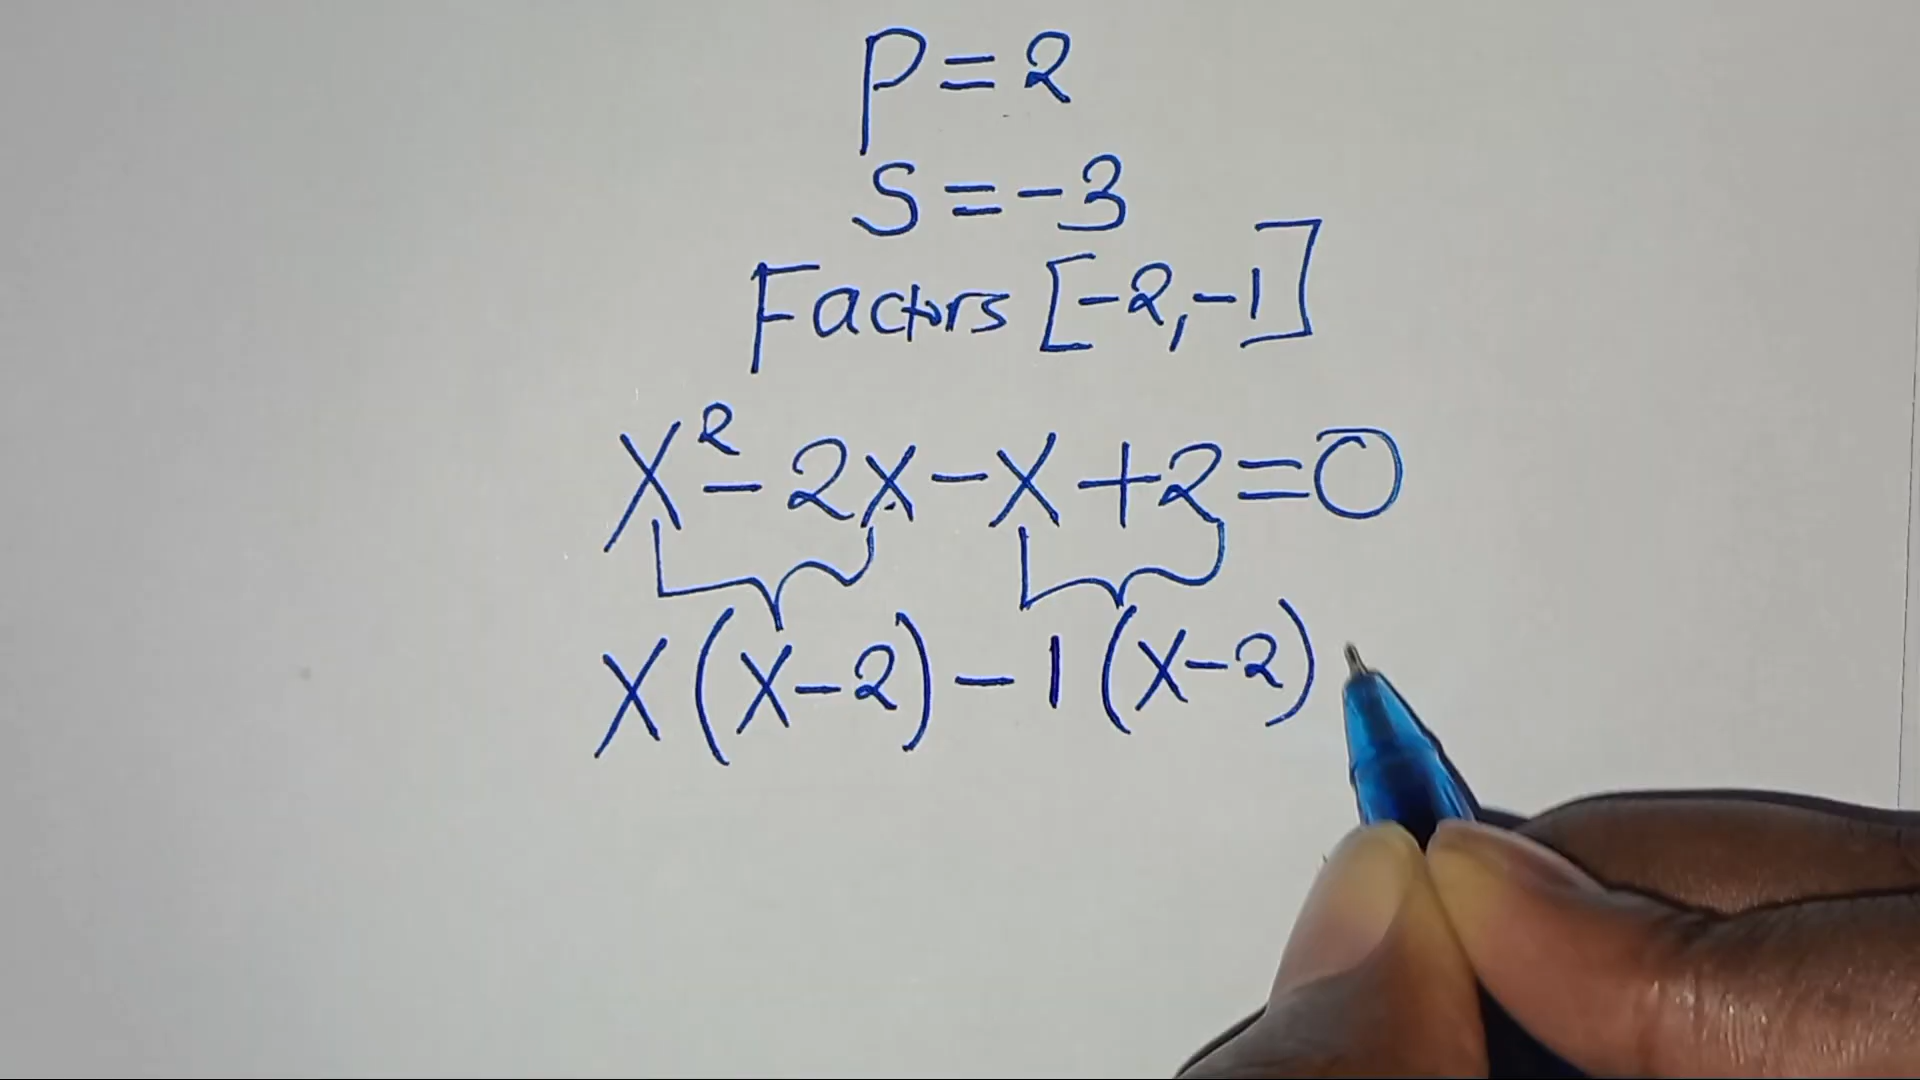 P=2
S=-3
Factors [-2,-1]
x²-2x-x+2=0
x(x-2)-1(x-2)